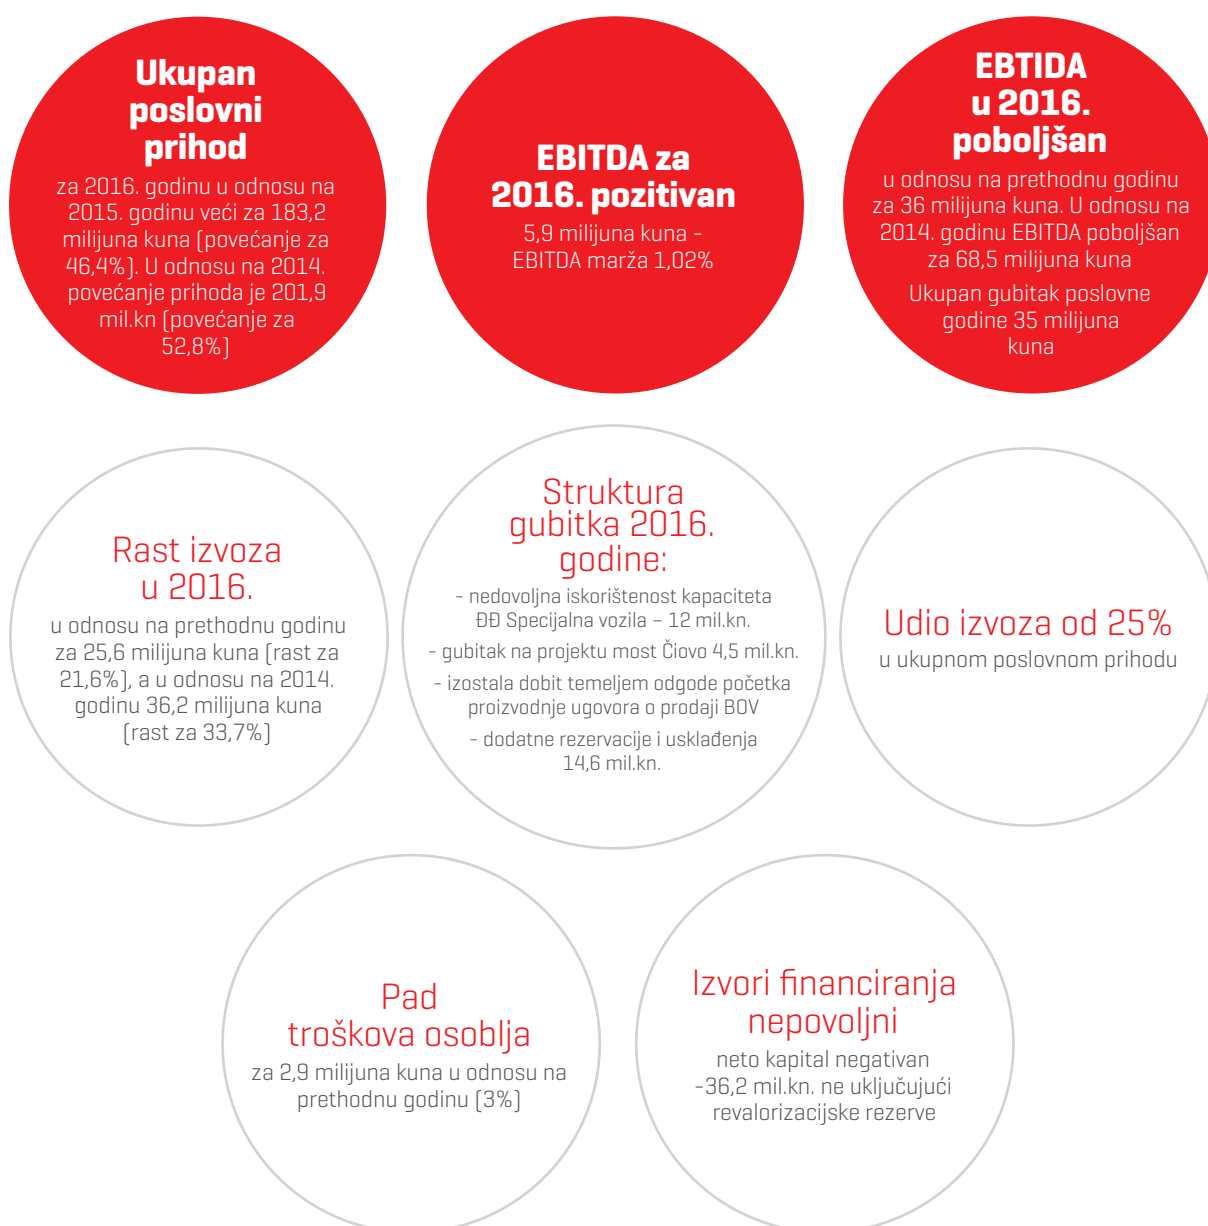 Ukupan
poslovni
prihod
za 2016. godinu u odnosu na
2015. godinu veći za 183,2
milijuna kuna (povećanje za
46,4%). U odnosu na 2014.
povećanje prihoda je 201,9
mil.kn (povećanje za
52,8%)
EBITDA za
2016. pozitivan
5,9 milijuna kuna -
EBITDA marža 1,02%
EBTIDA
u 2016.
poboljšan
u odnosu na prethodnu godinu
za 36 milijuna kuna. U odnosu na
2014. godinu EBITDA poboljšan
za 68,5 milijuna kuna
Ukupan gubitak poslovne
godine 35 milijuna
kuna
Rast izvoza
u 2016.
u odnosu na prethodnu godinu
za 25,6 milijuna kuna (rast za
21,6%), a u odnosu na 2014.
godinu 36,2 milijuna kuna
(rast za 33,7%)
Struktura
gubitka 2016.
godine:
- nedovoljna iskorištenost kapaciteta
ĐĐ Specijalna vozila – 12 mil.kn.
- gubitak na projektu most Čiovo 4,5 mil.kn.
- izostala dobit temeljem odgode početka
proizvodnje ugovora o prodaji BOV
- dodatne rezervacije i usklađenja
14,6 mil.kn.
Udio izvoza od 25%
u ukupnom poslovnom prihodu
Pad
troškova osoblja
za 2,9 milijuna kuna u odnosu na
prethodnu godinu (3%)
Izvori financiranja
nepovoljni
neto kapital negativan
-36,2 mil.kn. ne uključujući
revalorizacijske rezerve